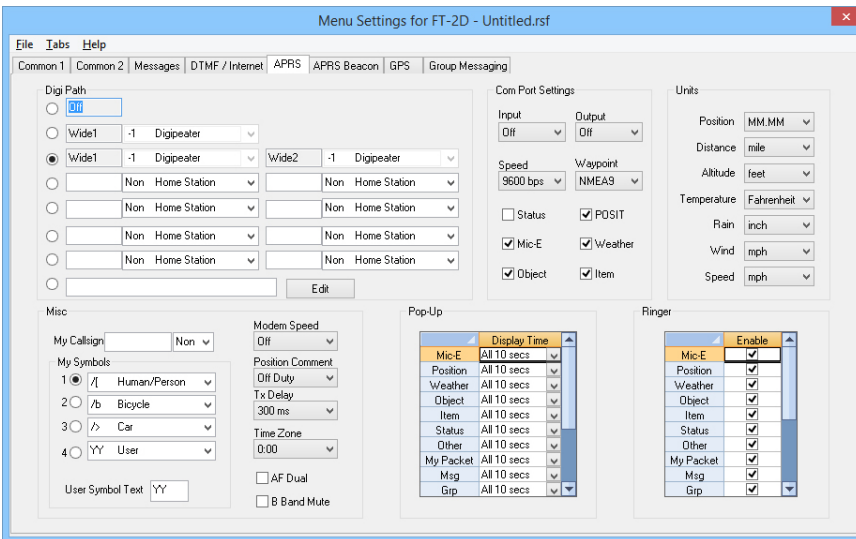 Menu Settings for FT-2D - Untitled.rsf
File Tabs Help
Common 1 Common 2 Messages DTMF / Internet APRS APRS Beacon GPS Group Messaging
Digi Path
Off
Wide1 -1 Digipeater
Wide1 -1 Digipeater Wide2 -1 Digipeater
Non Home Station Non Home Station
Non Home Station Non Home Station
Non Home Station Non Home Station
Non Home Station Non Home Station
Edit
Com Port Settings
Input Output
Off Off
Speed Waypoint
9600 bps NMEA9
Status POSIT
Mic-E Weather
Object Item
Units
Position MM.MM
Distance mile
Altitude feet
Temperature Fahrenheit
Rain inch
Wind mph
Speed mph
Misc
My Callsign Non
My Symbols
1 /[ Human/Person
2 /b Bicycle
3 /> Car
4 YY User
User Symbol Text YY
Modem Speed
Off
Position Comment
Off Duty
Tx Delay
300 ms
Time Zone
0:00
AF Dual
B Band Mute
Pop-Up
Display Time
Mic-E All 10 secs
Position All 10 secs
Weather All 10 secs
Object All 10 secs
Item All 10 secs
Status All 10 secs
Other All 10 secs
My Packet All 10 secs
Msg All 10 secs
Grp All 10 secs
Ringer
Enable
Mic-E
Position
Weather
Object
Item
Status
Other
My Packet
Msg
Grp